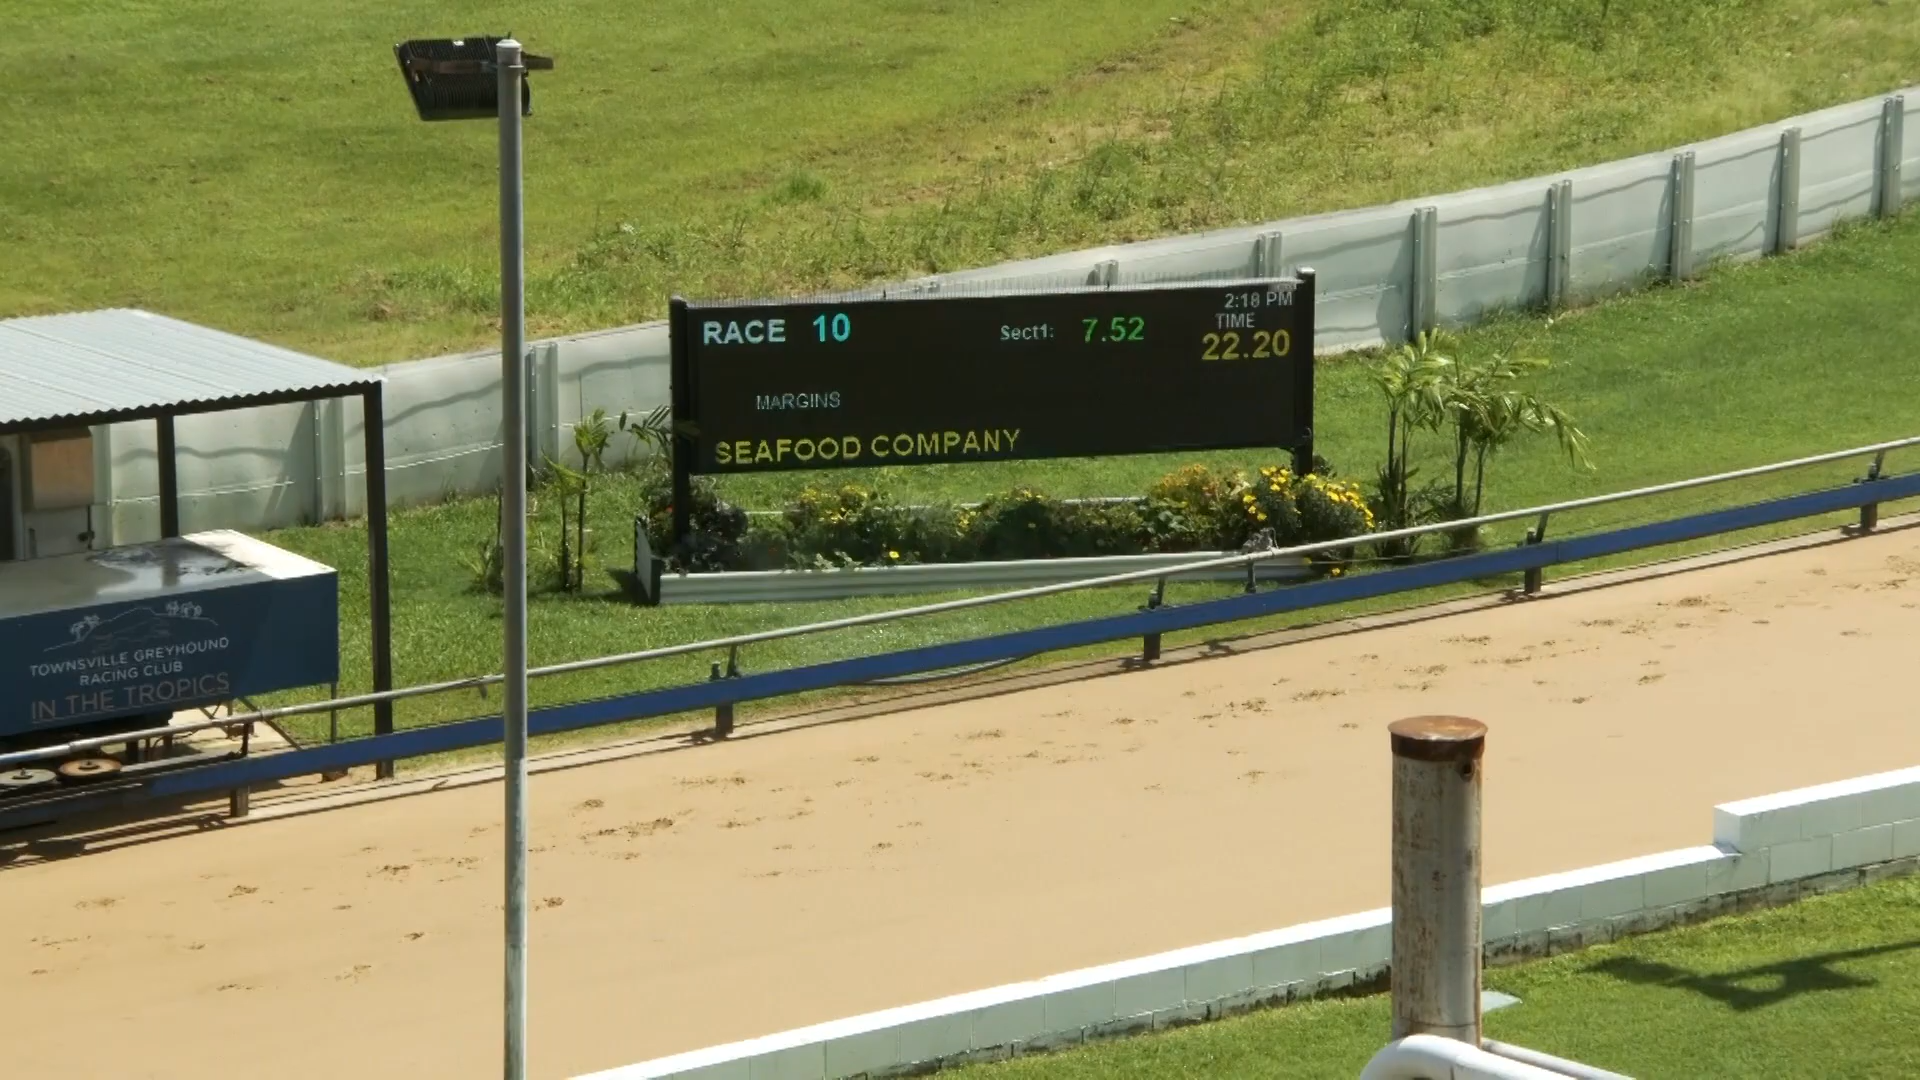 2:18 PM
RACE 10 Sect1: 7.52 TIME
22.20
MARGINS
SEAFOOD COMPANY
TOWNSVILLE GREYHOUND
RACING CLUB
IN THE TROPICS